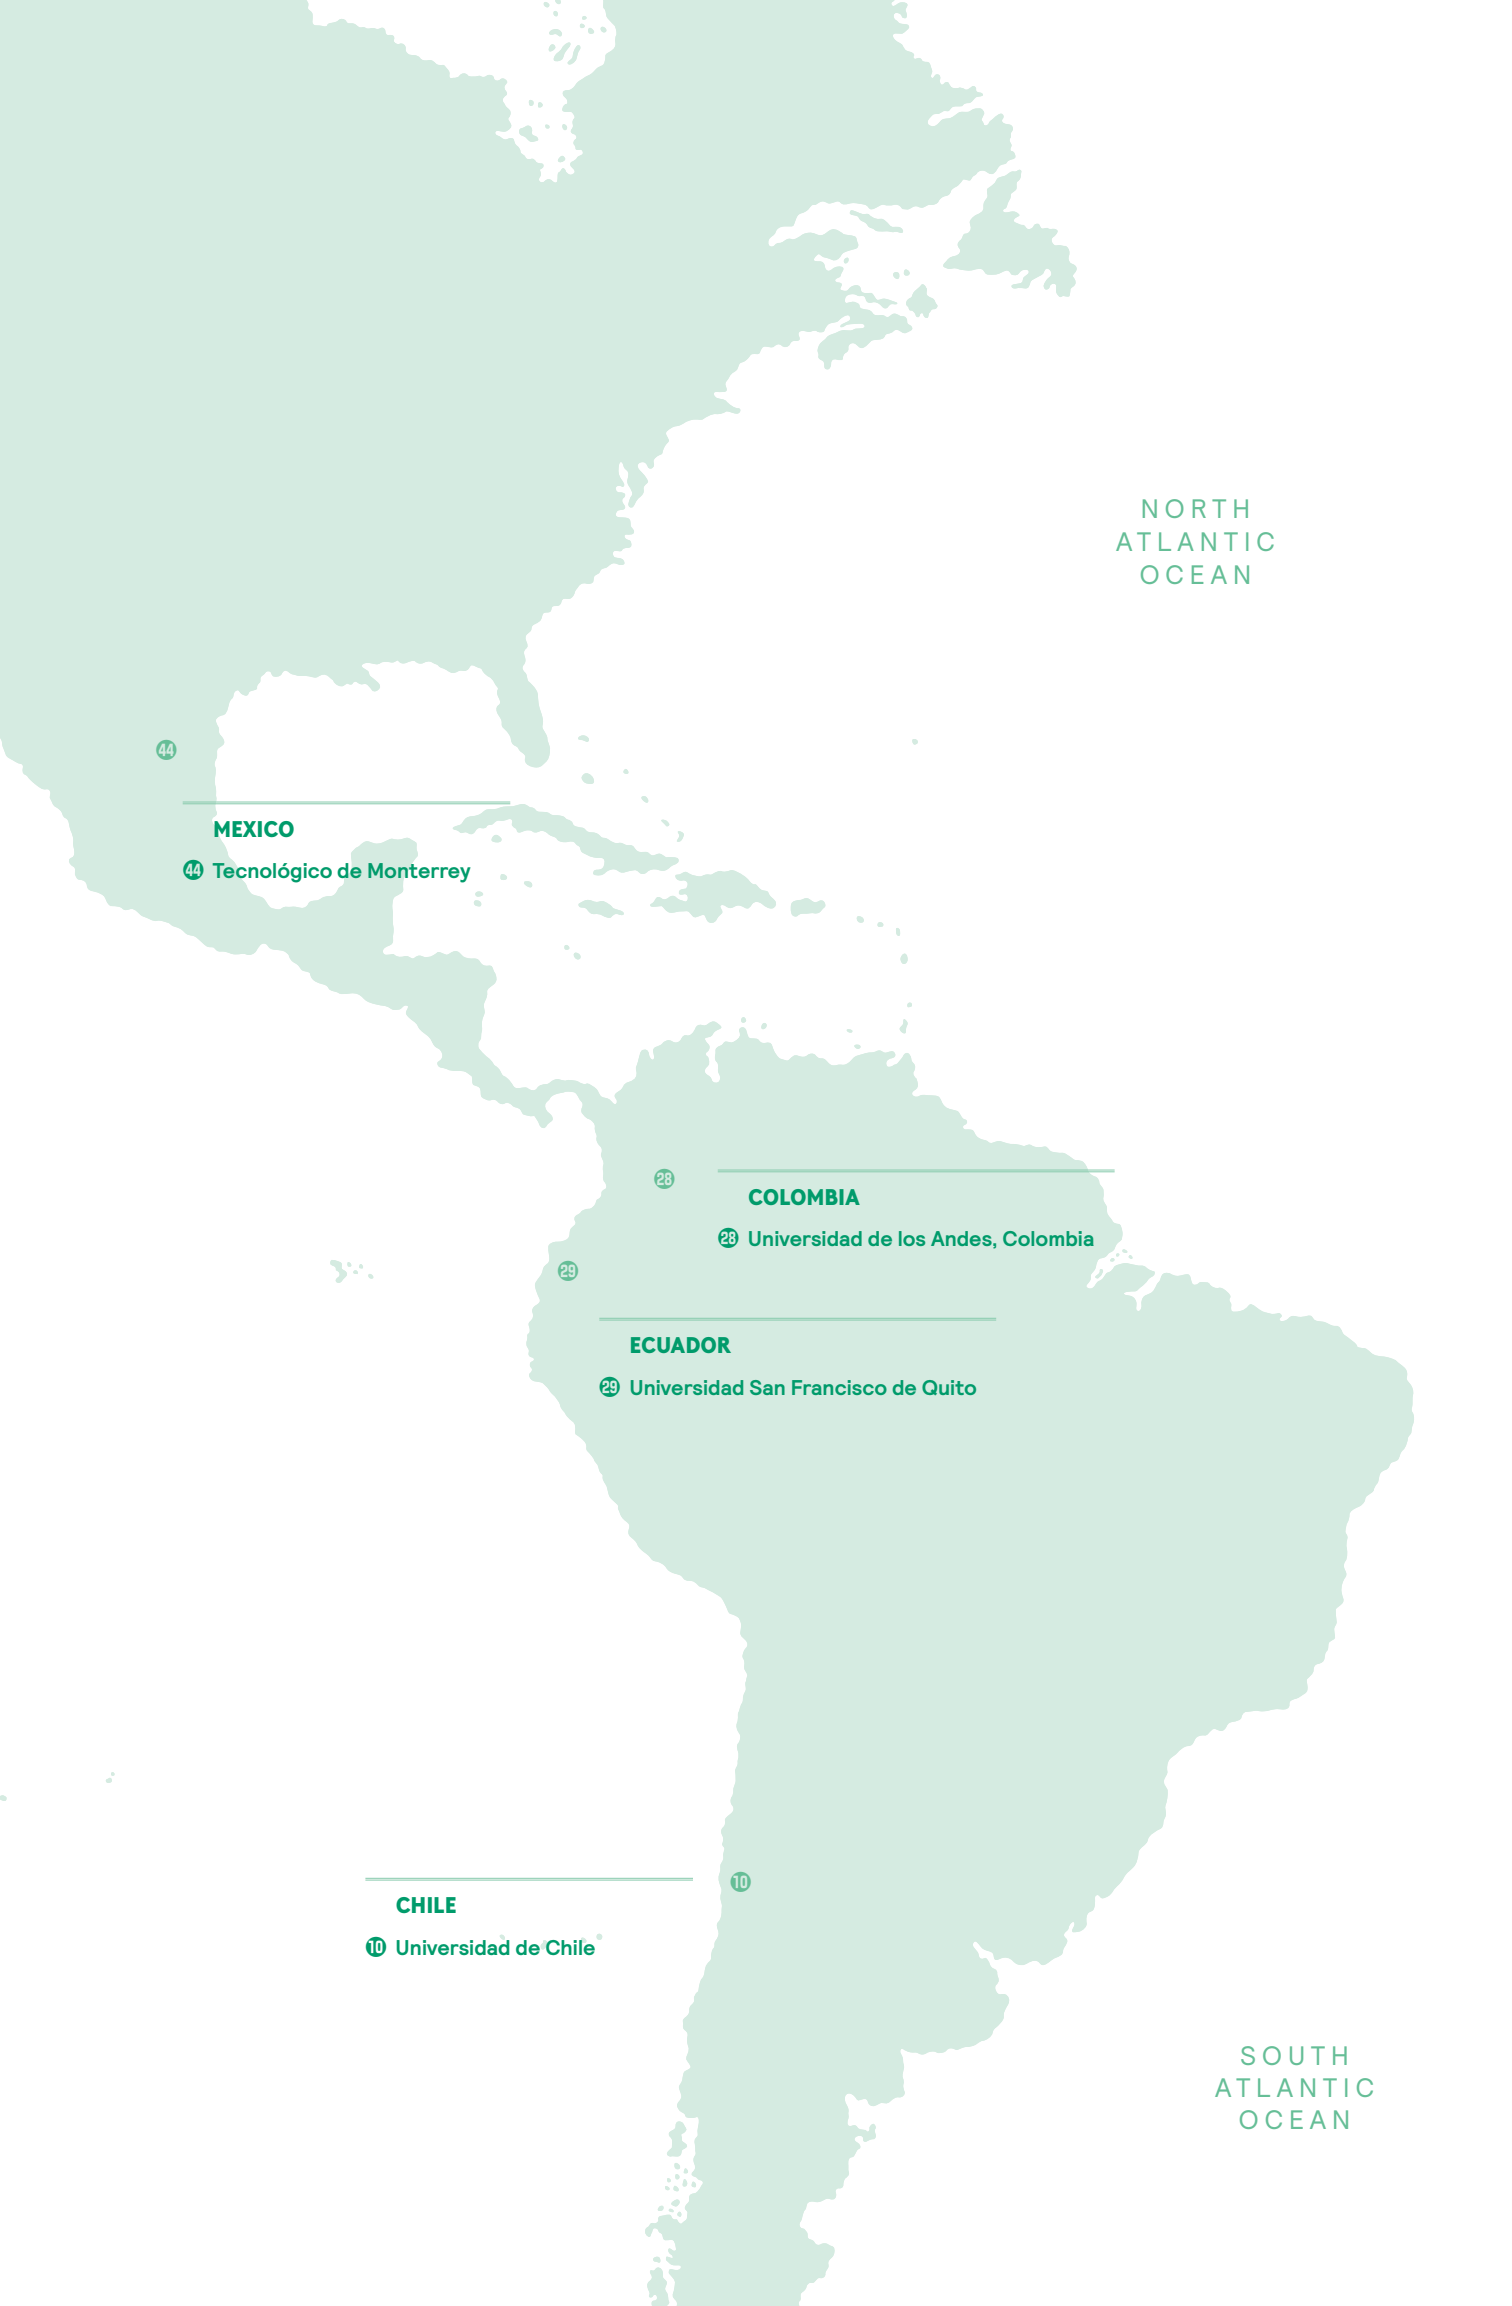 NORTH
ATLANTIC
OCEAN
44
MEXICO
44 Tecnológico de Monterrey
28
COLOMBIA
28 Universidad de los Andes, Colombia
29
ECUADOR
29 Universidad San Francisco de Quito
10
CHILE
10 Universidad de Chile
SOUTH
ATLANTIC
OCEAN